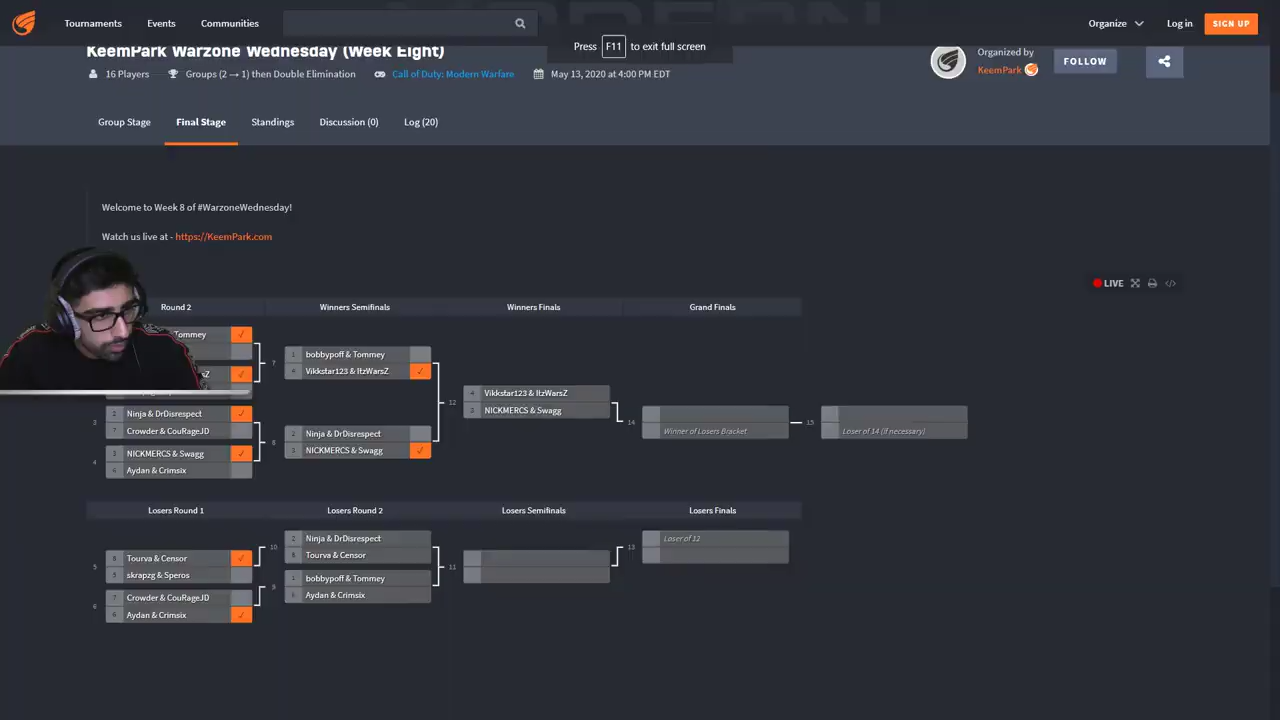 Tournaments Events Communities Organize Log in SIGN UP
Press F11 to exit full screen
KeemPark Warzone Wednesday (Week Eight)
Organized by
KeemPark
FOLLOW
16 Players Groups (2 → 1) then Double Elimination Call of Duty: Modern Warfare May 13, 2020 at 4:00 PM EDT
Group Stage Final Stage Standings Discussion (0) Log (20)
Welcome to Week 8 of #WarzoneWednesday!
Watch us live at - https://KeemPark.com
LIVE
Round 2 Winners Semifinals Winners Finals Grand Finals
Tommey
7
1 bobbypoff & Tommey
4 Vikkstar123 & ItzWarsZ
3
2 Ninja & DrDisrespect
7 Crowder & CouRageJD
4
3 NICKMERCS & Swagg
6 Aydan & Crimsix
8
2 Ninja & DrDisrespect
3 NICKMERCS & Swagg
12
4 Vikkstar123 & ItzWarsZ
3 NICKMERCS & Swagg
14
Winner of Losers Bracket
15
Loser of 14 (if necessary)
Losers Round 1 Losers Round 2 Losers Semifinals Losers Finals
5
8 Tourva & Censor
5 skrapzg & Speros
6
7 Crowder & CouRageJD
6 Aydan & Crimsix
10
2 Ninja & DrDisrespect
8 Tourva & Censor
9
1 bobbypoff & Tommey
6 Aydan & Crimsix
11
13
Loser of 12